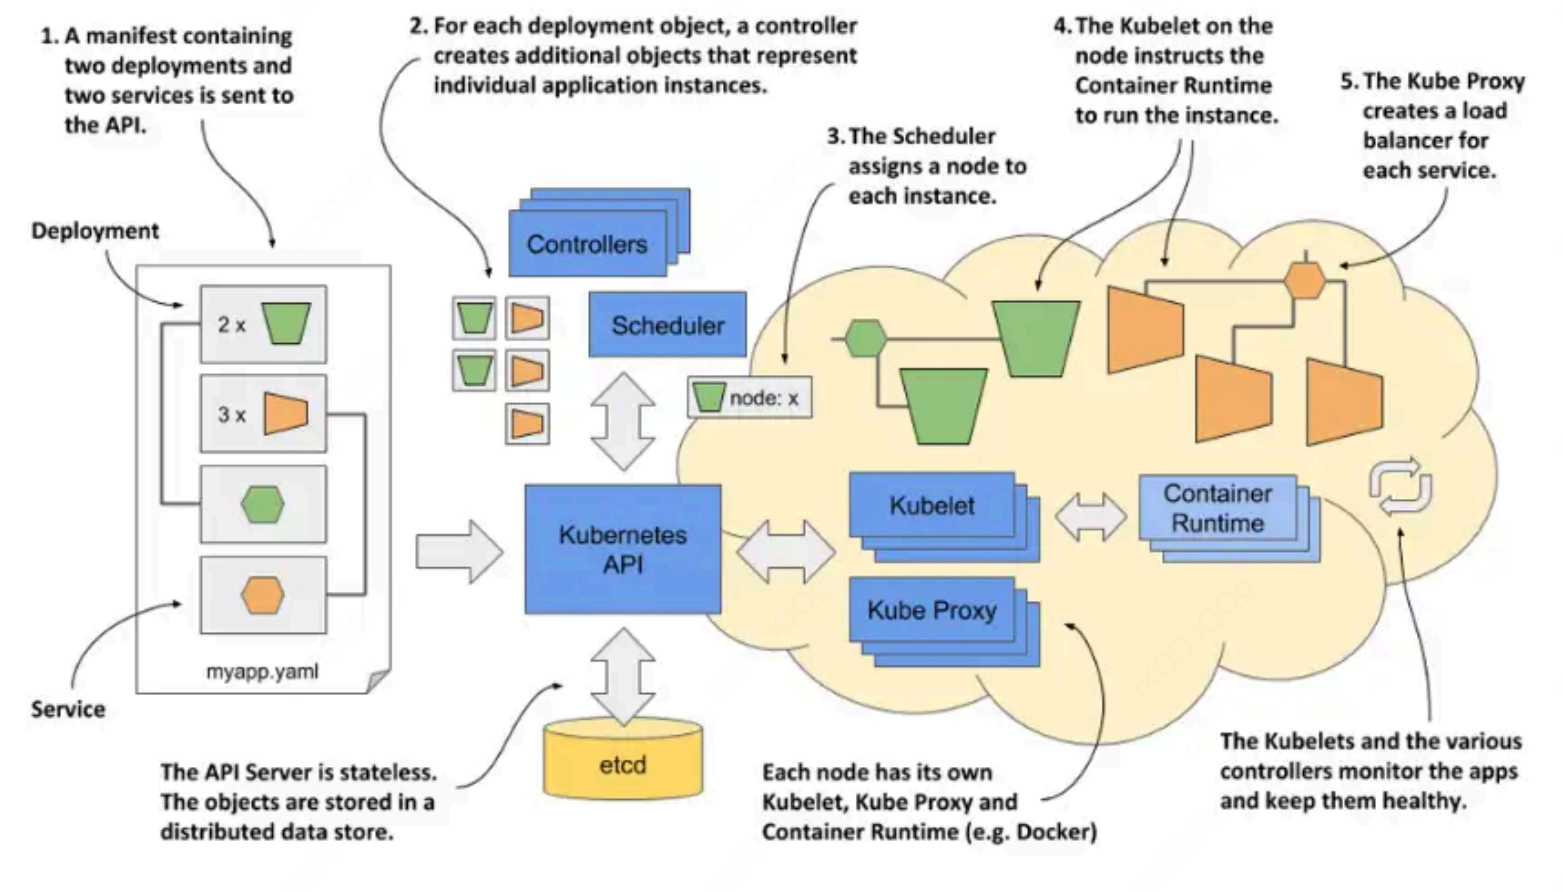 1. A manifest containing
two deployments and
two services is sent to
the API.
2. For each deployment object, a controller
creates additional objects that represent
individual application instances.
3. The Scheduler
assigns a node to
each instance.
4. The Kubelet on the
node instructs the
Container Runtime
to run the instance.
5. The Kube Proxy
creates a load
balancer for
each service.
Deployment
2 x
3 x
myapp.yaml
Service
Controllers
Scheduler
node: x
Kubernetes
API
etcd
Kubelet
Container
Runtime
Kube Proxy
The API Server is stateless.
The objects are stored in a
distributed data store.
Each node has its own
Kubelet, Kube Proxy and
Container Runtime (e.g. Docker)
The Kubelets and the various
controllers monitor the apps
and keep them healthy.